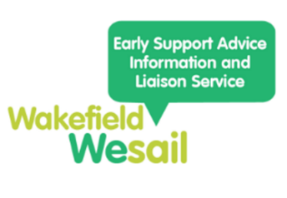 Early Support Advice
Information and
Liaison Service
Wakefield
Wesail